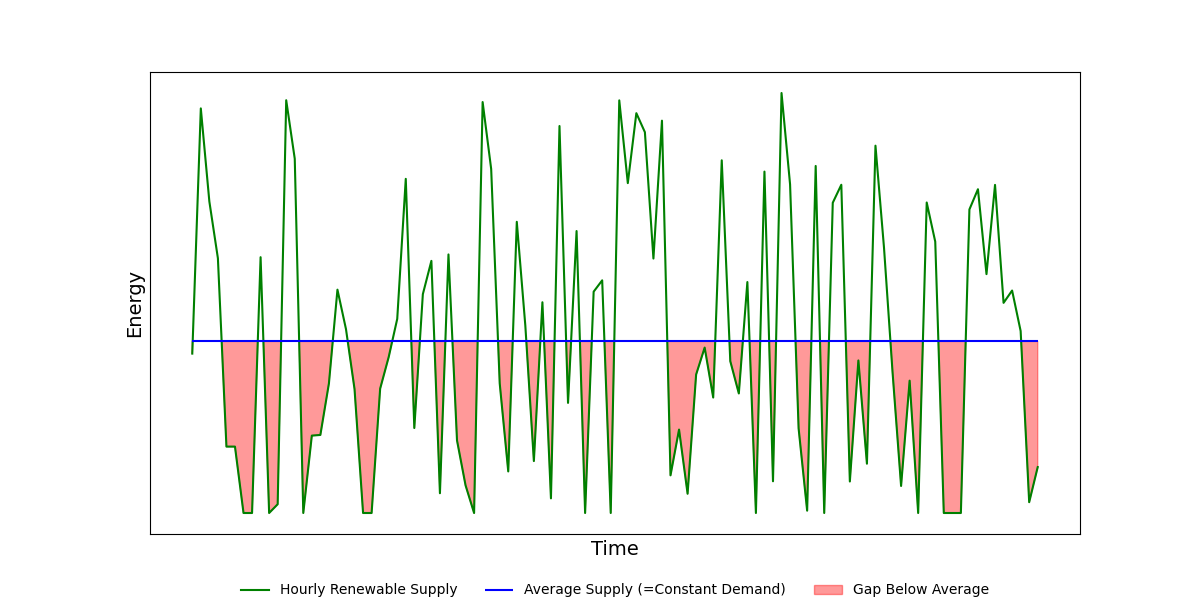 Energy
Time
Hourly Renewable Supply
Average Supply (=Constant Demand)
Gap Below Average